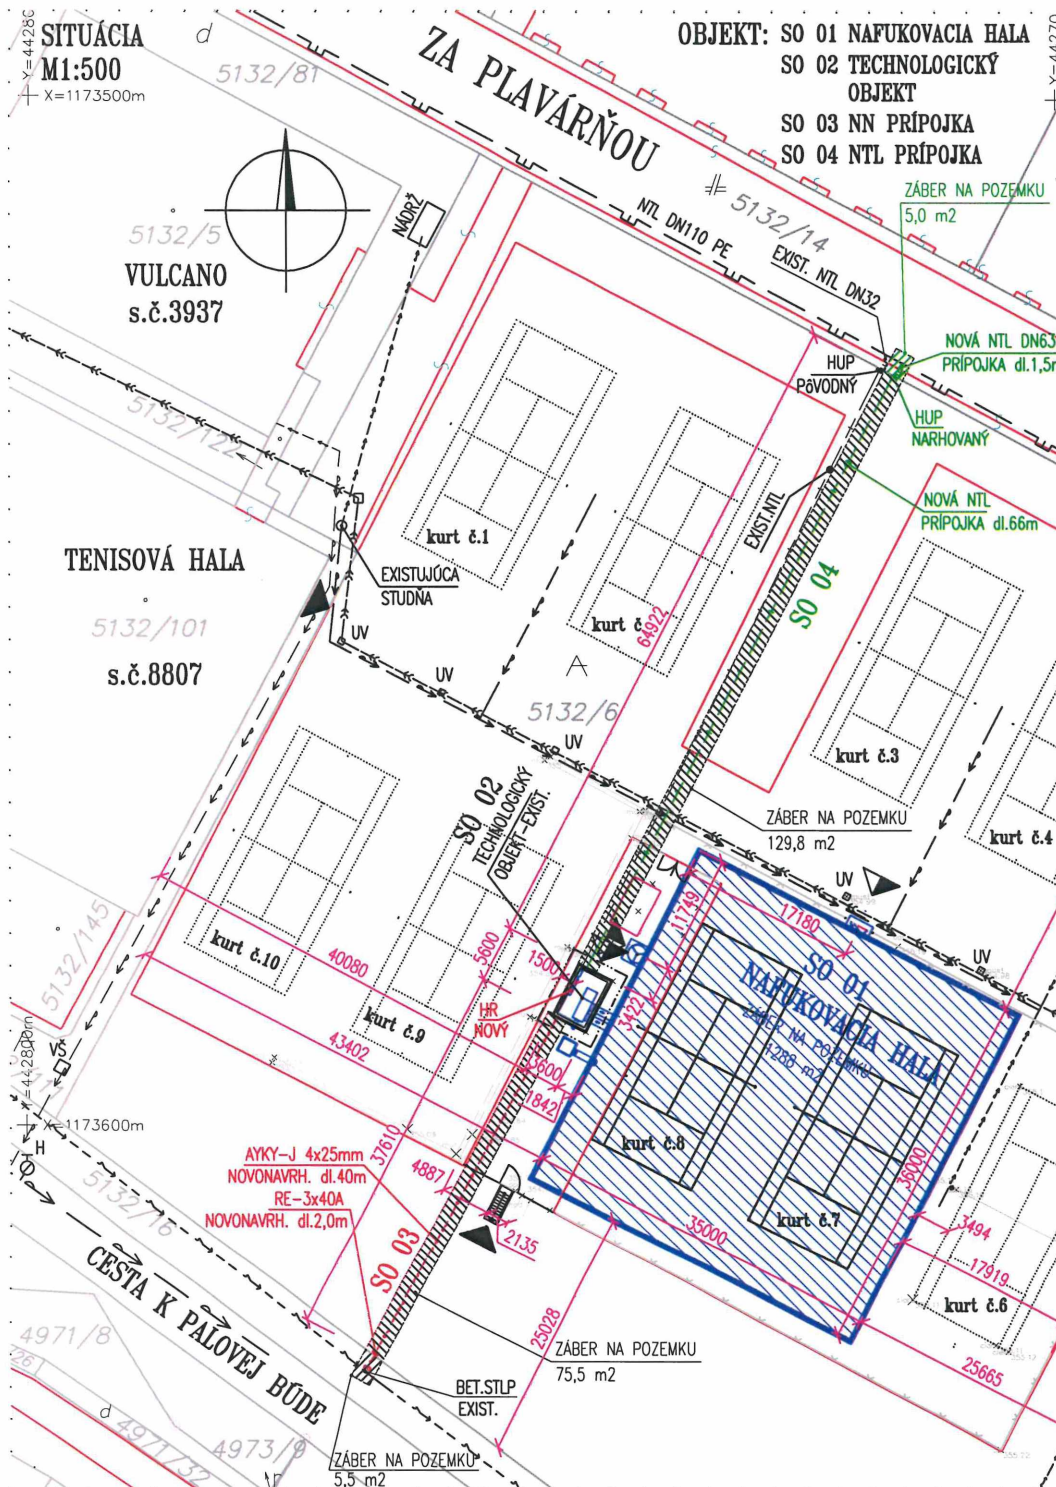 SITUÁCIA
M1:500
X=1173500m
d
5132/81
ZA PLAVÁRŇOU
OBJEKT: SO 01 NAFUKOVACIA HALA
SO 02 TECHNOLOGICKÝ
OBJEKT
SO 03 NN PRÍPOJKA
SO 04 NTL PRÍPOJKA
ZÁBER NA POZEMKU
5,0 m2
5132/14
NTL DN110 PE
EXIST. NTL DN32
NÁDRŽ
5132/5
VULCANO
s.č.3937
HUP
PôVODNÝ
NOVÁ NTL DN63
PRÍPOJKA dl.1,5m
HUP
NARHOVANÝ
5132/12
EXIST.NTL
NOVÁ NTL
PRÍPOJKA dl.66m
kurt č.1
TENISOVÁ HALA
EXISTUJÚCA
STUDŇA
SO 04
kurt č
64922
5132/101
UV
s.č.8807
UV
5132/6
UV
kurt č.3
SO 02
TECHNOLOGICKÝ
OBJEKT-EXIST.
ZÁBER NA POZEMKU
129,8 m2
kurt č.4
UV
11749
17180
5132/145
kurt č.10
40080
5600
1500
UV
SO 01
NAFUKOVACIA HALA
ZÁBER NA POZEMKU
1288 m2
HR
NOVÝ
3422
43402
kurt č.9
3600
1842
X=1173600m
H
37610
kurt č.8
AYKY-J 4x25mm
NOVONAVRH. dl.40m
RE-3x40A
NOVONAVRH. dl.2,0m
4887
36000
5132/16
kurt č.7
35000
2135
3494
17919
SO 03
CESTA K PALOVEJ BÚDE
kurt č.6
4971/8
25028
ZÁBER NA POZEMKU
75,5 m2
25665
BET.STLP
EXIST.
d
4971/32
4973/9
ZÁBER NA POZEMKU
5,5 m2